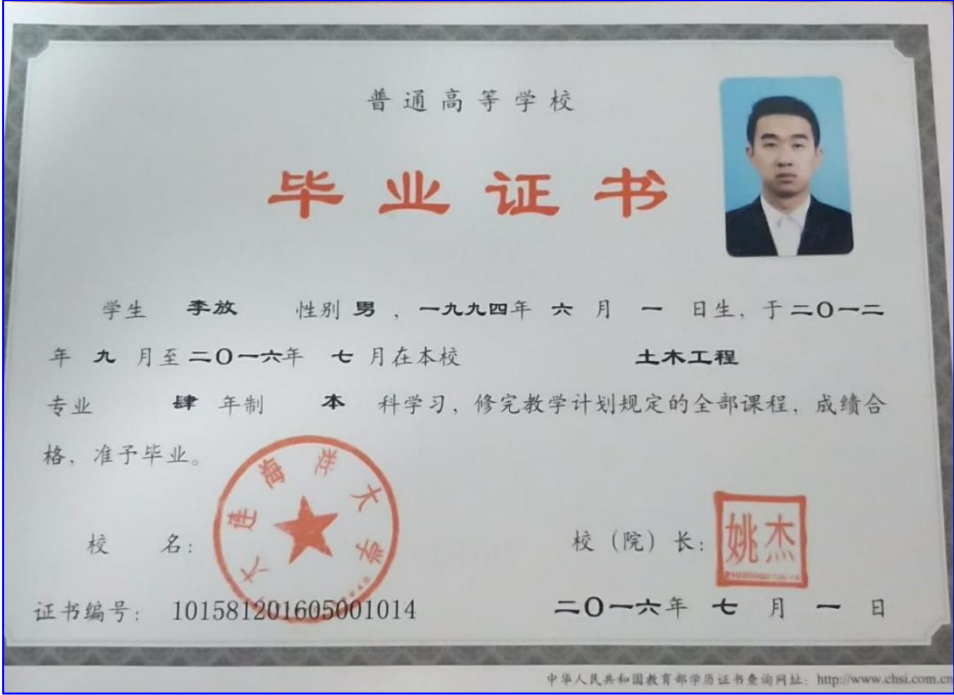 普通高等学校
毕业证书
学生 李放 性别 男 ，一九九四年 六 月 一 日生，于二〇一二
年 九 月至二〇一六年 七 月在本校 土木工程
专业 肆 年制 本 科学习，修完教学计划规定的全部课程，成绩合
格，准予毕业。
大连海洋大学
校 名：
校（院）长：
姚杰
证书编号： 101581201605001014
二〇一六年 七 月 一 日
中华人民共和国教育部学历证书查询网址：http://www.chsi.com.cn